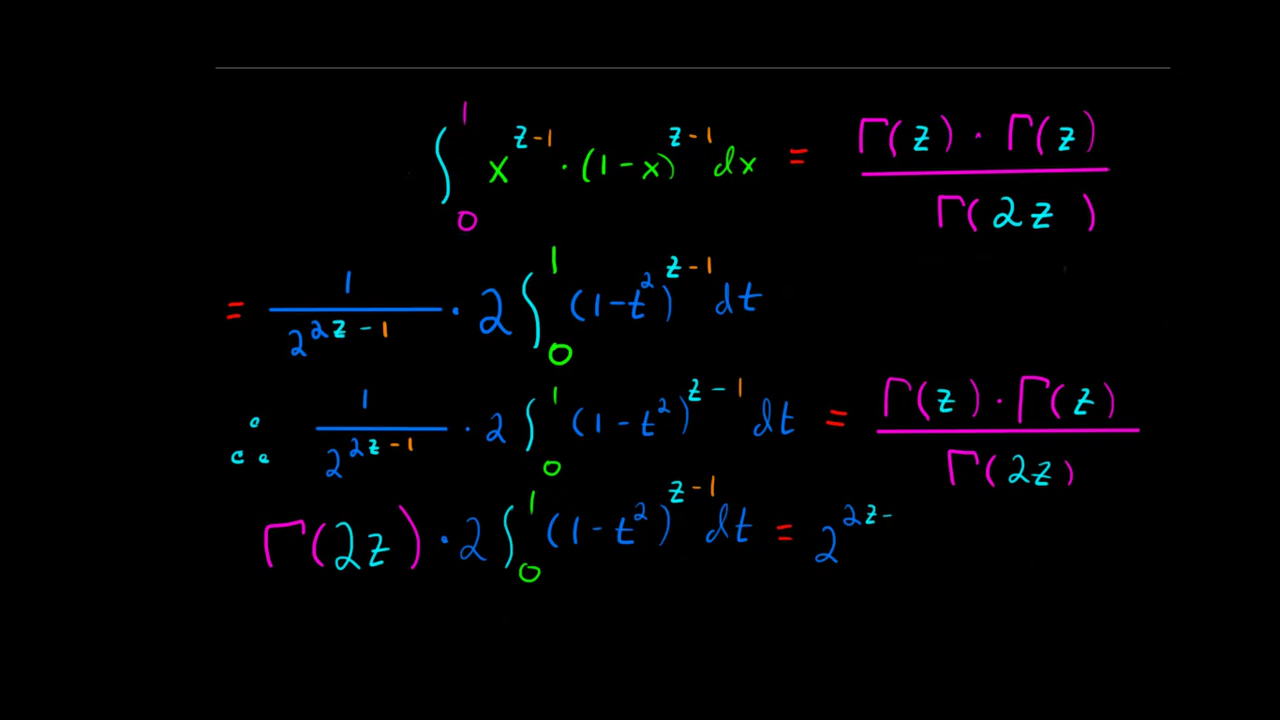 ∫₀¹ x^(z-1) · (1-x)^(z-1) dx = Γ(z) · Γ(z) / Γ(2z)
= 1 / 2^(2z-1) · 2 ∫₀¹ (1-t²)^(z-1) dt
∴ 1 / 2^(2z-1) · 2 ∫₀¹ (1-t²)^(z-1) dt = Γ(z) · Γ(z) / Γ(2z)
Γ(2z) · 2 ∫₀¹ (1-t²)^(z-1) dt = 2^(2z-